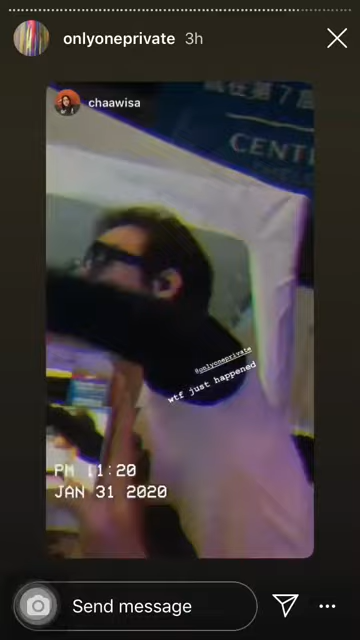 onlyoneprivate 3h
chaawisa
CENT
@onlyoneprivate
wtf just happened
PM 11:20
JAN 31 2020
Send message